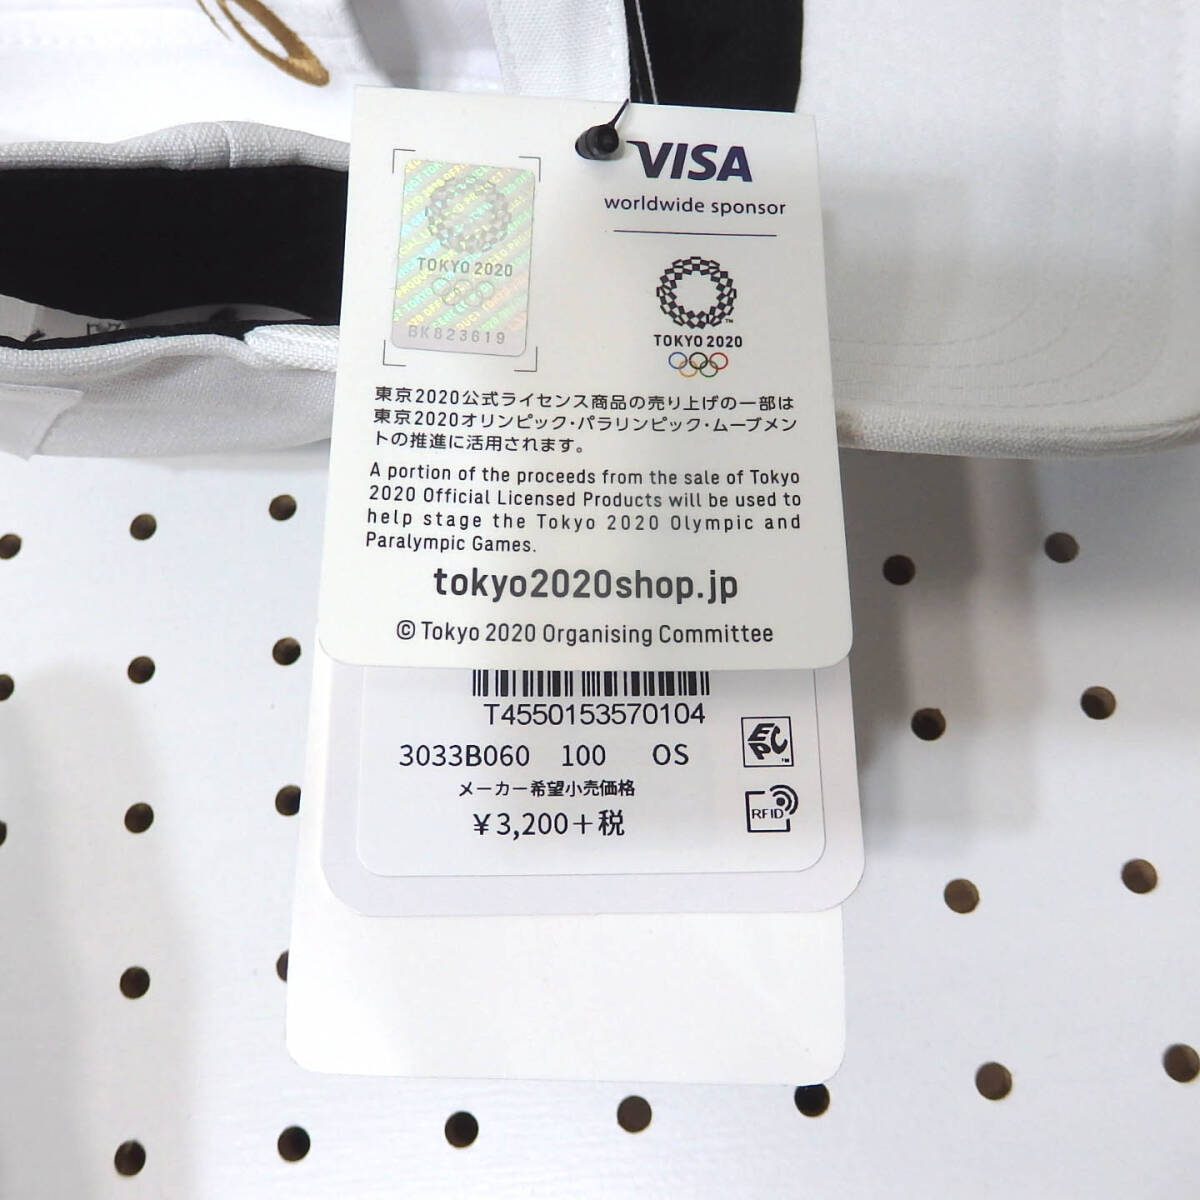 VISA
worldwide sponsor
TOKYO 2020
BK823619
TOKYO 2020
東京2020公式ライセンス商品の売り上げの一部は
東京2020オリンピック・パラリンピック・ムーブメン
トの推進に活用されます。
A portion of the proceeds from the sale of Tokyo
2020 Official Licensed Products will be used to
help stage the Tokyo 2020 Olympic and
Paralympic Games.
tokyo2020shop.jp
© Tokyo 2020 Organising Committee
T4550153570104
3033B060 100 OS
メーカー希望小売価格
￥3,200＋税
EPC
RFID